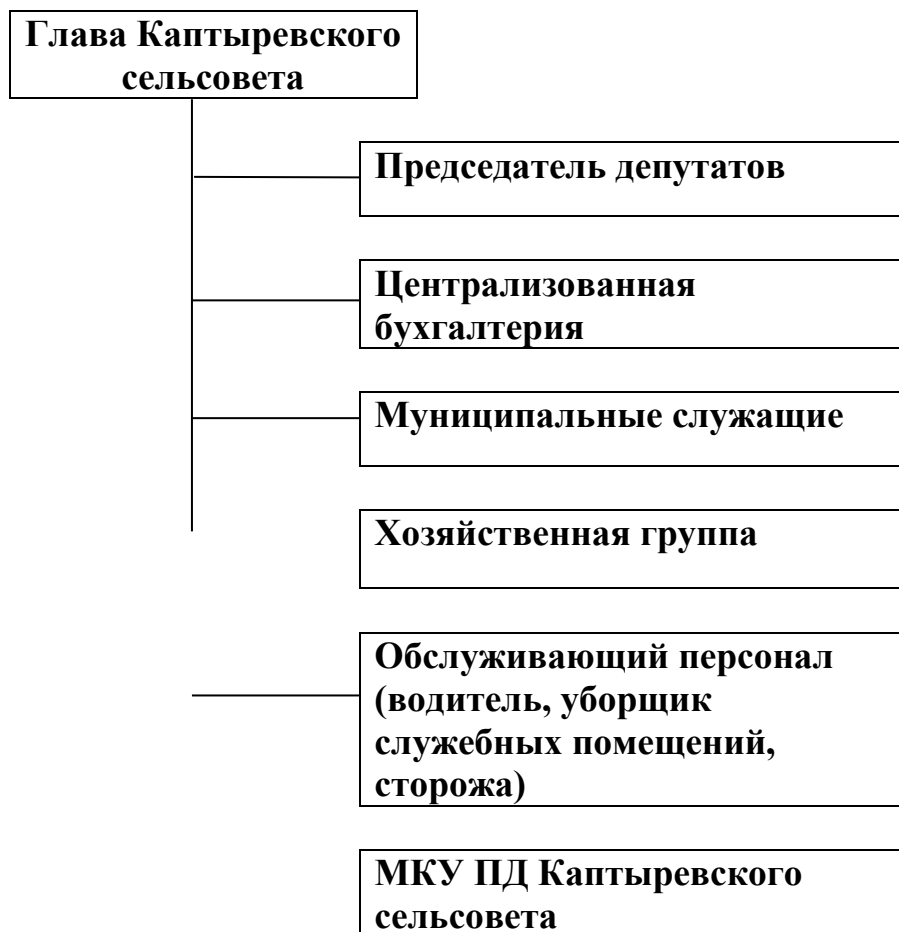 Глава Каптыревского
сельсовета
Председатель депутатов
Централизованная
бухгалтерия
Муниципальные служащие
Хозяйственная группа
Обслуживающий персонал
(водитель, уборщик
служебных помещений,
сторожа)
МКУ ПД Каптыревского
сельсовета